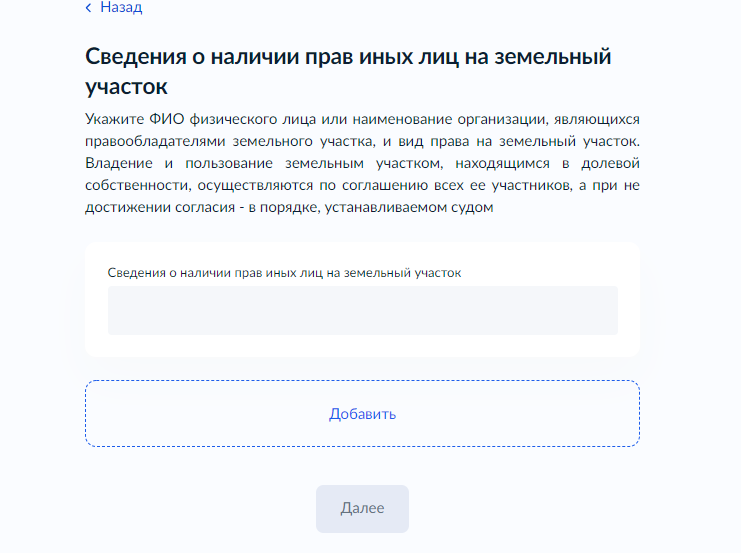 Назад
Сведения о наличии прав иных лиц на земельный
участок
Укажите ФИО физического лица или наименование организации, являющихся
правообладателями земельного участка, и вид права на земельный участок.
Владение и пользование земельным участком, находящимся в долевой
собственности, осуществляются по соглашению всех ее участников, а при не
достижении согласия - в порядке, устанавливаемом судом
Сведения о наличии прав иных лиц на земельный участок
Добавить
Далее